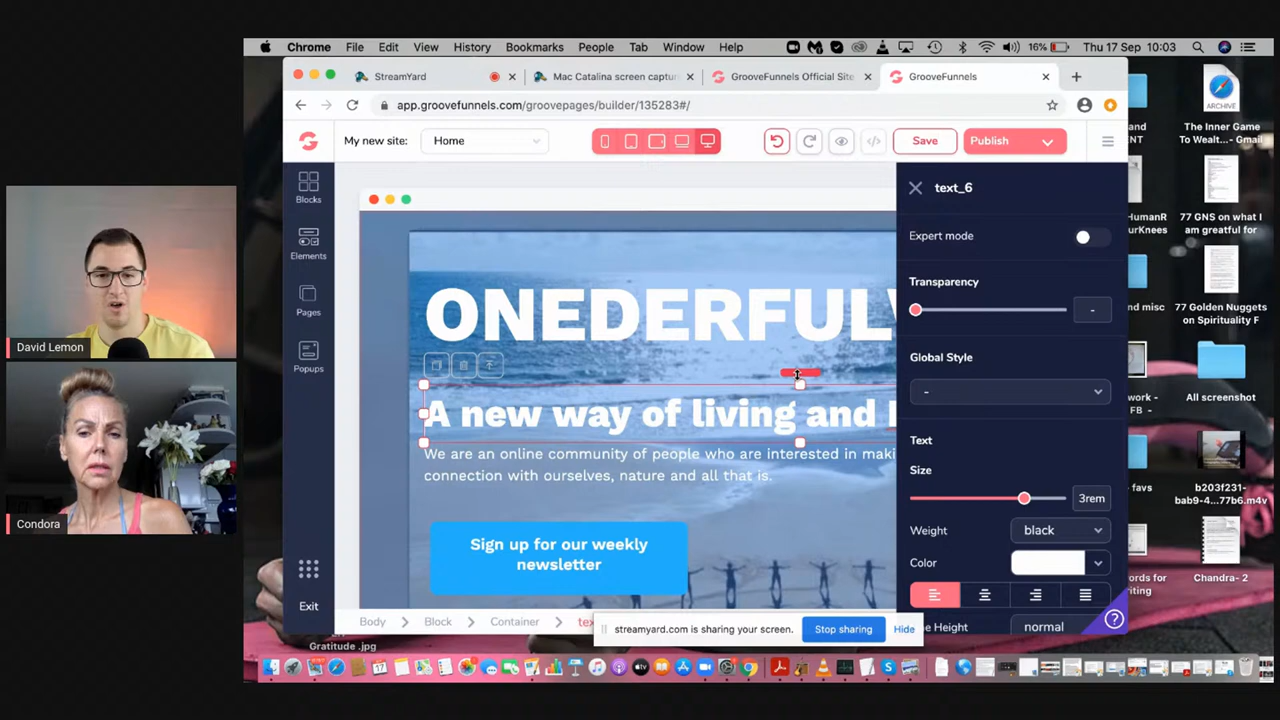 Chrome File Edit View History Bookmarks People Tab Window Help
16% Thu 17 Sep 10:03
StreamYard
Mac Catalina screen captur
GrooveFunnels Official Site
GrooveFunnels
app.groovefunnels.com/groovepages/builder/135283#/
My new site: Home
Save
Publish
Blocks
Elements
Pages
Popups
Exit
ONEDERFUL
A new way of living and
We are an online community of people who are interested in maki
connection with ourselves, nature and all that is.
Sign up for our weekly
newsletter
Body Block Container
text_6
Expert mode
Transparency
-
Global Style
-
Text
Size
3rem
Weight black
Color
normal
?
streamyard.com is sharing your screen. Stop sharing Hide
David Lemon
Condora
ARCHIVE
The Inner Game
To Wealt...- Gmail
77 GNS on what I
am greatful for
77 Golden Nuggets
on Spirituality F
All screenshot
b203f231-
bab9-4....77b6.m4v
Chandra- 2
and misc
- favs
Gratitude .jpg
17